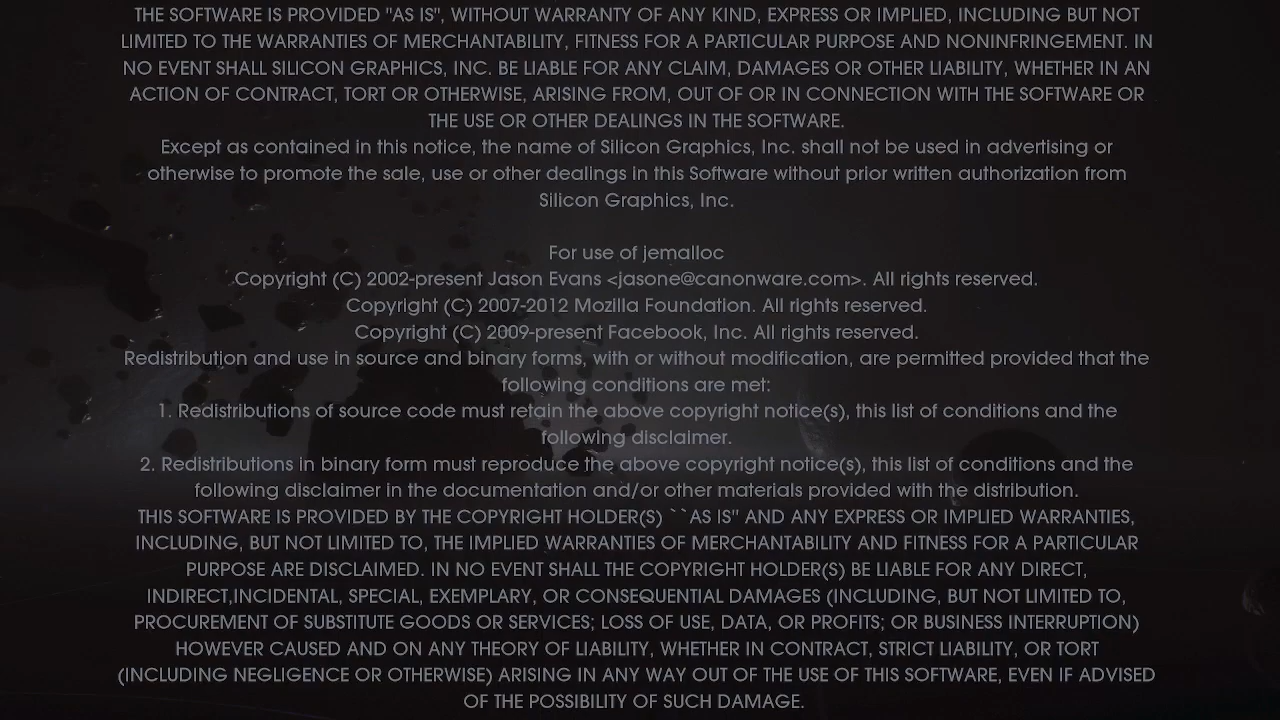 THE SOFTWARE IS PROVIDED "AS IS", WITHOUT WARRANTY OF ANY KIND, EXPRESS OR IMPLIED, INCLUDING BUT NOT
LIMITED TO THE WARRANTIES OF MERCHANTABILITY, FITNESS FOR A PARTICULAR PURPOSE AND NONINFRINGEMENT. IN
NO EVENT SHALL SILICON GRAPHICS, INC. BE LIABLE FOR ANY CLAIM, DAMAGES OR OTHER LIABILITY, WHETHER IN AN
ACTION OF CONTRACT, TORT OR OTHERWISE, ARISING FROM, OUT OF OR IN CONNECTION WITH THE SOFTWARE OR
THE USE OR OTHER DEALINGS IN THE SOFTWARE.
Except as contained in this notice, the name of Silicon Graphics, Inc. shall not be used in advertising or
otherwise to promote the sale, use or other dealings in this Software without prior written authorization from
Silicon Graphics, Inc.
For use of jemalloc
Copyright (C) 2002-present Jason Evans <jasone@canonware.com>. All rights reserved.
Copyright (C) 2007-2012 Mozilla Foundation. All rights reserved.
Copyright (C) 2009-present Facebook, Inc. All rights reserved.
Redistribution and use in source and binary forms, with or without modification, are permitted provided that the
following conditions are met:
1. Redistributions of source code must retain the above copyright notice(s), this list of conditions and the
following disclaimer.
2. Redistributions in binary form must reproduce the above copyright notice(s), this list of conditions and the
following disclaimer in the documentation and/or other materials provided with the distribution.
THIS SOFTWARE IS PROVIDED BY THE COPYRIGHT HOLDER(S) ``AS IS'' AND ANY EXPRESS OR IMPLIED WARRANTIES,
INCLUDING, BUT NOT LIMITED TO, THE IMPLIED WARRANTIES OF MERCHANTABILITY AND FITNESS FOR A PARTICULAR
PURPOSE ARE DISCLAIMED. IN NO EVENT SHALL THE COPYRIGHT HOLDER(S) BE LIABLE FOR ANY DIRECT,
INDIRECT,INCIDENTAL, SPECIAL, EXEMPLARY, OR CONSEQUENTIAL DAMAGES (INCLUDING, BUT NOT LIMITED TO,
PROCUREMENT OF SUBSTITUTE GOODS OR SERVICES; LOSS OF USE, DATA, OR PROFITS; OR BUSINESS INTERRUPTION)
HOWEVER CAUSED AND ON ANY THEORY OF LIABILITY, WHETHER IN CONTRACT, STRICT LIABILITY, OR TORT
(INCLUDING NEGLIGENCE OR OTHERWISE) ARISING IN ANY WAY OUT OF THE USE OF THIS SOFTWARE, EVEN IF ADVISED
OF THE POSSIBILITY OF SUCH DAMAGE.